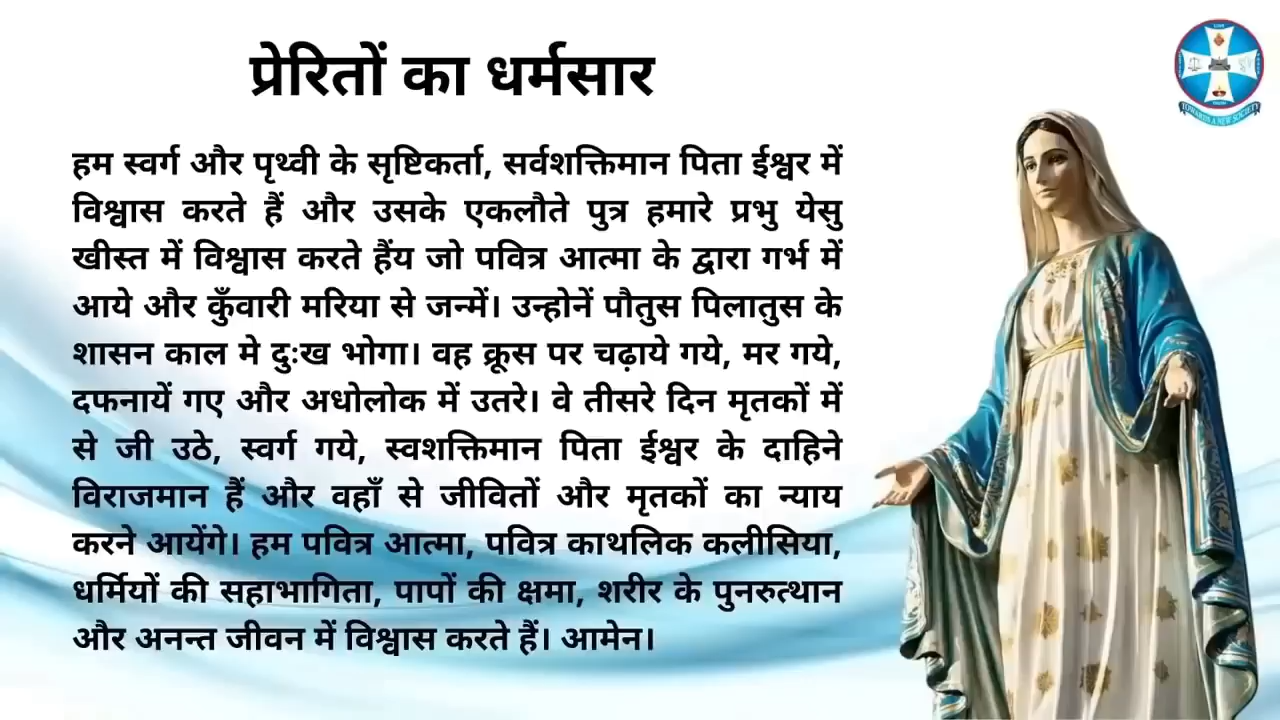 प्रेरितों का धर्मसार
हम स्वर्ग और पृथ्वी के सृष्टिकर्ता, सर्वशक्तिमान पिता ईश्वर में
विश्वास करते हैं और उसके एकलौते पुत्र हमारे प्रभु येसु
खीस्त में विश्वास करते हैंय जो पवित्र आत्मा के द्वारा गर्भ में
आये और कुँवारी मरिया से जन्में। उन्होनें पौतुस पिलातुस के
शासन काल मे दुःख भोगा। वह क्रूस पर चढ़ाये गये, मर गये,
दफनायें गए और अधोलोक में उतरे। वे तीसरे दिन मृतकों में
से जी उठे, स्वर्ग गये, स्वशक्तिमान पिता ईश्वर के दाहिने
विराजमान हैं और वहाँ से जीवितों और मृतकों का न्याय
करने आयेंगे। हम पवित्र आत्मा, पवित्र काथलिक कलीसिया,
धर्मियों की सहाभागिता, पापों की क्षमा, शरीर के पुनरुत्थान
और अनन्त जीवन में विश्वास करते हैं। आमेन।
TOWARDS A NEW SOCIETY